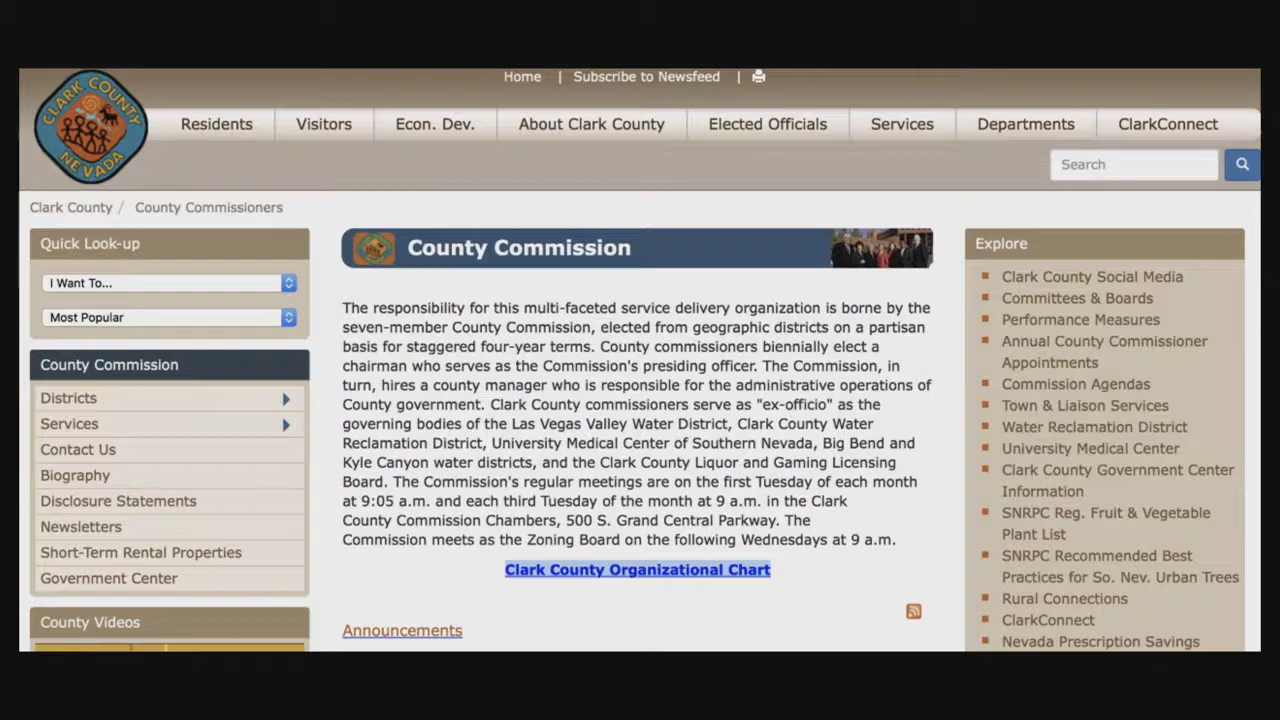 Home | Subscribe to Newsfeed |
CLARK COUNTY
NEVADA
Residents Visitors Econ. Dev. About Clark County Elected Officials Services Departments ClarkConnect
Search
Clark County / County Commissioners
Quick Look-up
I Want To...
Most Popular
County Commission
Districts
Services
Contact Us
Biography
Disclosure Statements
Newsletters
Short-Term Rental Properties
Government Center
County Videos
County Commission
The responsibility for this multi-faceted service delivery organization is borne by the
seven-member County Commission, elected from geographic districts on a partisan
basis for staggered four-year terms. County commissioners biennially elect a
chairman who serves as the Commission's presiding officer. The Commission, in
turn, hires a county manager who is responsible for the administrative operations of
County government. Clark County commissioners serve as "ex-officio" as the
governing bodies of the Las Vegas Valley Water District, Clark County Water
Reclamation District, University Medical Center of Southern Nevada, Big Bend and
Kyle Canyon water districts, and the Clark County Liquor and Gaming Licensing
Board. The Commission's regular meetings are on the first Tuesday of each month
at 9:05 a.m. and each third Tuesday of the month at 9 a.m. in the Clark
County Commission Chambers, 500 S. Grand Central Parkway. The
Commission meets as the Zoning Board on the following Wednesdays at 9 a.m.
Clark County Organizational Chart
Announcements
Explore
Clark County Social Media
Committees & Boards
Performance Measures
Annual County Commissioner
Appointments
Commission Agendas
Town & Liaison Services
Water Reclamation District
University Medical Center
Clark County Government Center
Information
SNRPC Reg. Fruit & Vegetable
Plant List
SNRPC Recommended Best
Practices for So. Nev. Urban Trees
Rural Connections
ClarkConnect
Nevada Prescription Savings